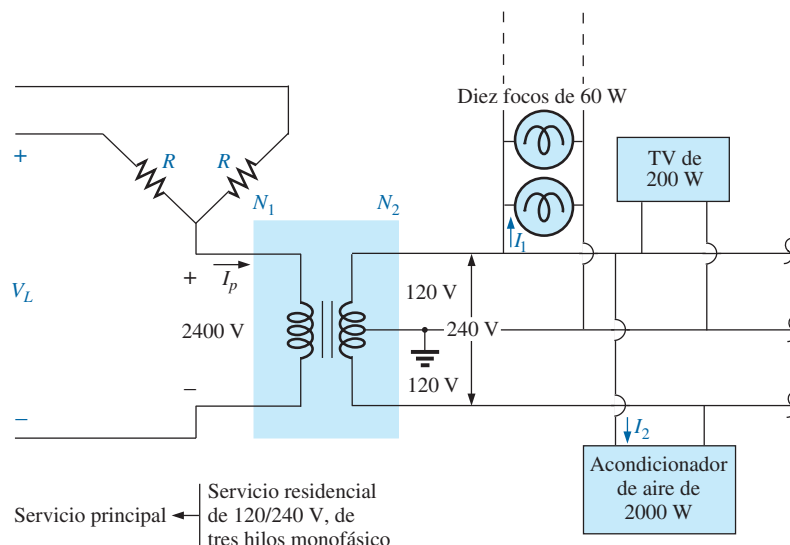 Diez focos de 60 W
+
R
R
TV de
200 W
N1
N2
I1
+
Ip
VL
120 V
2400 V
240 V
120 V
−
−
I2
Acondicionador
de aire de
2000 W
Servicio principal
Servicio residencial
de 120/240 V, de
tres hilos monofásico